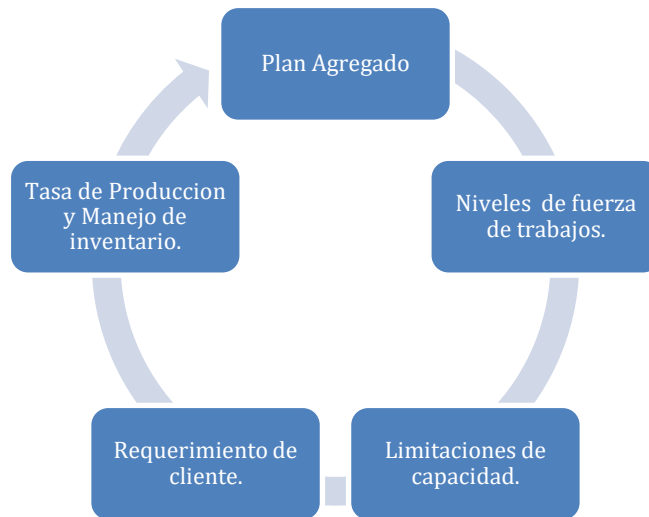 Plan Agregado
Niveles de fuerza
de trabajos.
Limitaciones de
capacidad.
Requerimiento de
cliente.
Tasa de Produccion
y Manejo de
inventario.